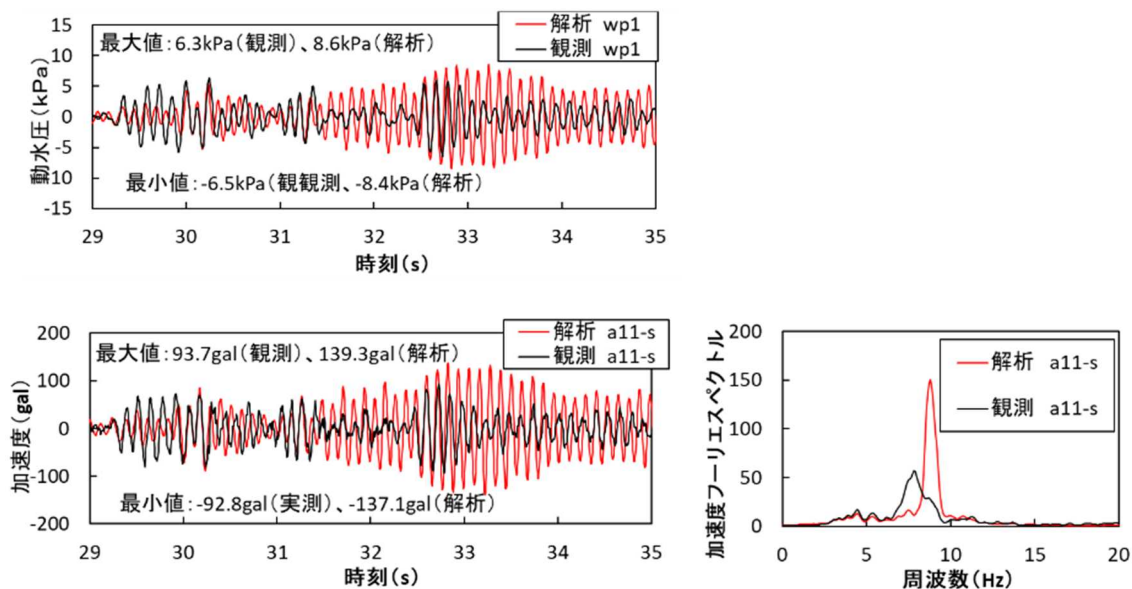 最大値:6.3kPa(観測)、8.6kPa(解析)
解析 wp1
観測 wp1
動水圧(kPa)
15
10
5
0
-5
-10
-15
最小値:-6.5kPa(観観測、-8.4kPa(解析)
29 30 31 32 33 34 35
時刻(s)
最大値:93.7gal(観測)、139.3gal(解析)
解析 a11-s
観測 a11-s
加速度(gal)
200
100
0
-100
-200
最小値:-92.8gal(実測)、-137.1gal(解析)
29 30 31 32 33 34 35
時刻(s)
加速度フーリエスペクトル
200
150
100
50
0
解析 a11-s
観測 a11-s
0 5 10 15 20
周波数(Hz)